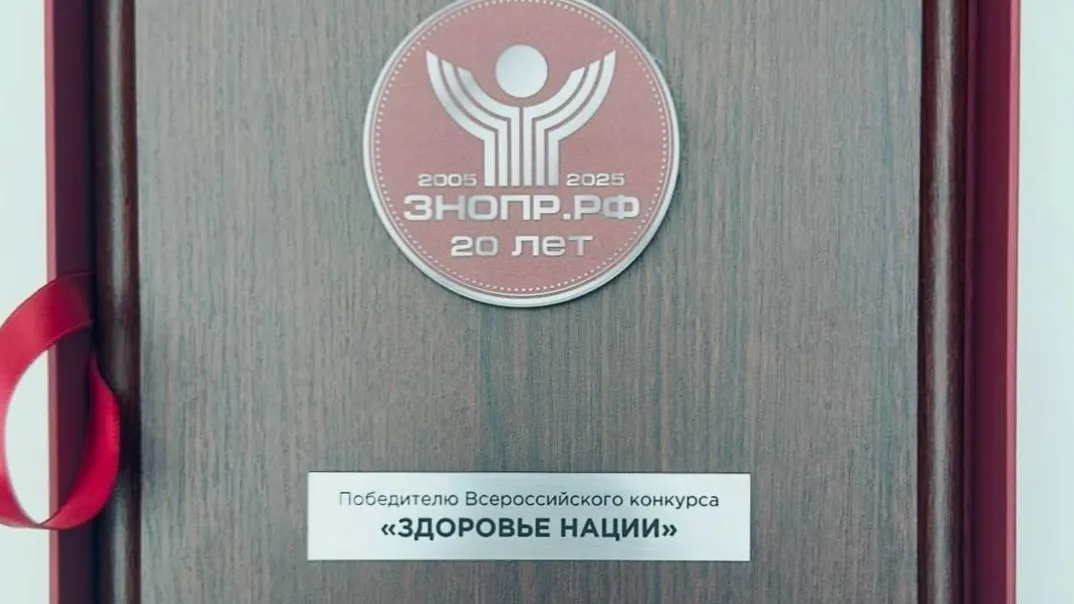 2005 2025
ЗНОПР.РФ
20 лет
Победителю Всероссийского конкурса
«ЗДОРОВЬЕ НАЦИИ»